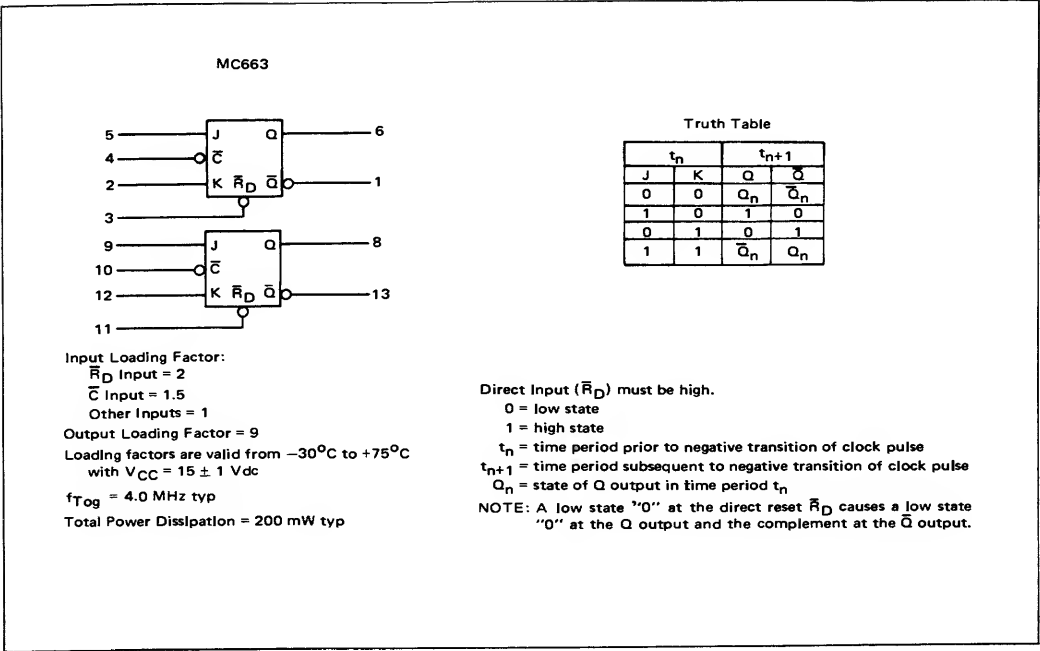 MC663
5 J Q 6
4 C̅
2 K R̅D Q̅ 1
3
9 J Q 8
10 C̅
12 K R̅D Q̅ 13
11
Truth Table
tn tn+1
J K Q Q̅
0 0 Qn Q̅n
1 0 1 0
0 1 0 1
1 1 Q̅n Qn
Input Loading Factor:
R̅D Input = 2
C̅ Input = 1.5
Other Inputs = 1
Output Loading Factor = 9
Loading factors are valid from −30°C to +75°C
with VCC = 15 ± 1 Vdc
fTog = 4.0 MHz typ
Total Power Dissipation = 200 mW typ
Direct Input (R̅D) must be high.
0 = low state
1 = high state
tn = time period prior to negative transition of clock pulse
tn+1 = time period subsequent to negative transition of clock pulse
Qn = state of Q output in time period tn
NOTE: A low state "0" at the direct reset R̅D causes a low state
"0" at the Q output and the complement at the Q̅ output.